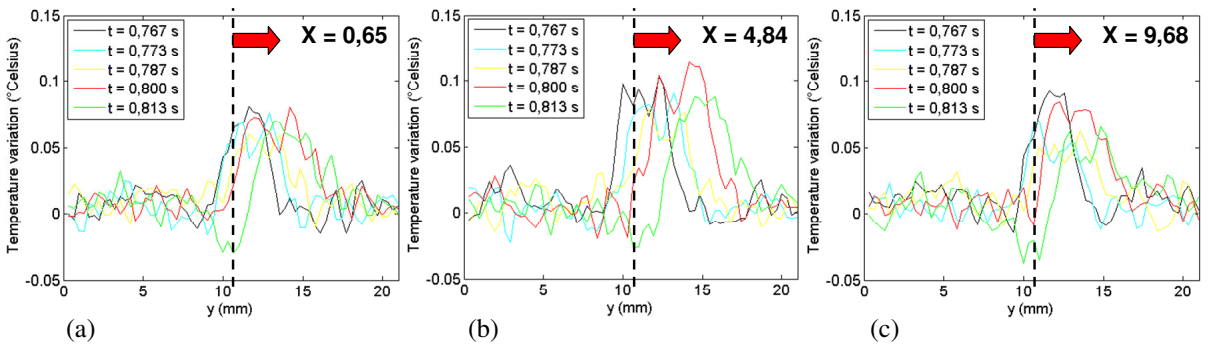 0.15
0.1
0.05
0
-0.05
Temperature variation (°Celsius)
t = 0,767 s
t = 0,773 s
t = 0,787 s
t = 0,800 s
t = 0,813 s
X = 0,65
0 5 10 15 20
y (mm)
(a)
0.15
0.1
0.05
0
-0.05
Temperature variation (°Celsius)
t = 0,767 s
t = 0,773 s
t = 0,787 s
t = 0,800 s
t = 0,813 s
X = 4,84
0 5 10 15 20
y (mm)
(b)
0.15
0.1
0.05
0
-0.05
Temperature variation (°Celsius)
t = 0,767 s
t = 0,773 s
t = 0,787 s
t = 0,800 s
t = 0,813 s
X = 9,68
0 5 10 15 20
y (mm)
(c)